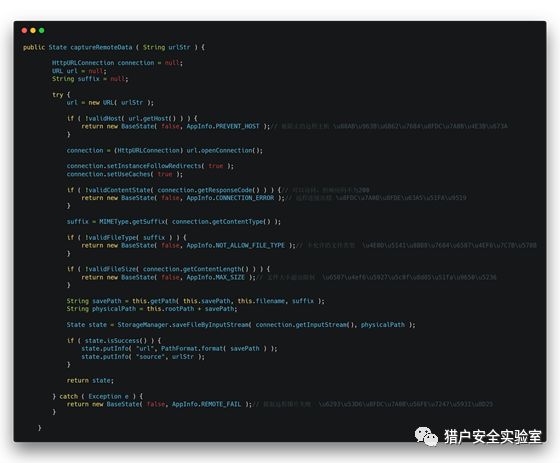 public State captureRemoteData ( String urlStr ) {
HttpURLConnection connection = null;
URL url = null;
String suffix = null;
try {
url = new URL( urlStr );
if ( !validHost( url.getHost() ) ) {
return new BaseState( false, AppInfo.PREVENT_HOST );// 被阻止的远程主机 \u88AB\u963B\u6B62\u7684\u8FDC\u7A0B\u4E3B\u673A
}
connection = (HttpURLConnection) url.openConnection();
connection.setInstanceFollowRedirects( true );
connection.setUseCaches( true );
if ( !validContentState( connection.getResponseCode() ) ) {// 可以访问，但响应码不为200
return new BaseState( false, AppInfo.CONNECTION_ERROR );// 远程连接出错 \u8FDC\u7A0B\u8FDE\u63A5\u51FA\u9519
}
suffix = MIMEType.getSuffix( connection.getContentType() );
if ( !validFileType( suffix ) ) {
return new BaseState( false, AppInfo.NOT_ALLOW_FILE_TYPE );// 不允许的文件类型 \u4E0D\u5141\u8BB8\u7684\u6587\u4EF6\u7C7B\u578B
}
if ( !validFileSize( connection.getContentLength() ) ) {
return new BaseState( false, AppInfo.MAX_SIZE );// 文件大小超出限制 \u6587\u4ef6\u5927\u5c0f\u8d85\u51fa\u9650\u5236
}
String savePath = this.getPath( this.savePath, this.filename, suffix );
String physicalPath = this.rootPath + savePath;
State state = StorageManager.saveFileByInputStream( connection.getInputStream(), physicalPath );
if ( state.isSuccess() ) {
state.putInfo( "url", PathFormat.format( savePath ) );
state.putInfo( "source", urlStr );
}
return state;
} catch ( Exception e ) {
return new BaseState( false, AppInfo.REMOTE_FAIL );// 抓取远程图片失败 \u6293\u53D6\u8FDC\u7A0B\u56FE\u7247\u5931\u8D25
}
}
猎户安全实验室